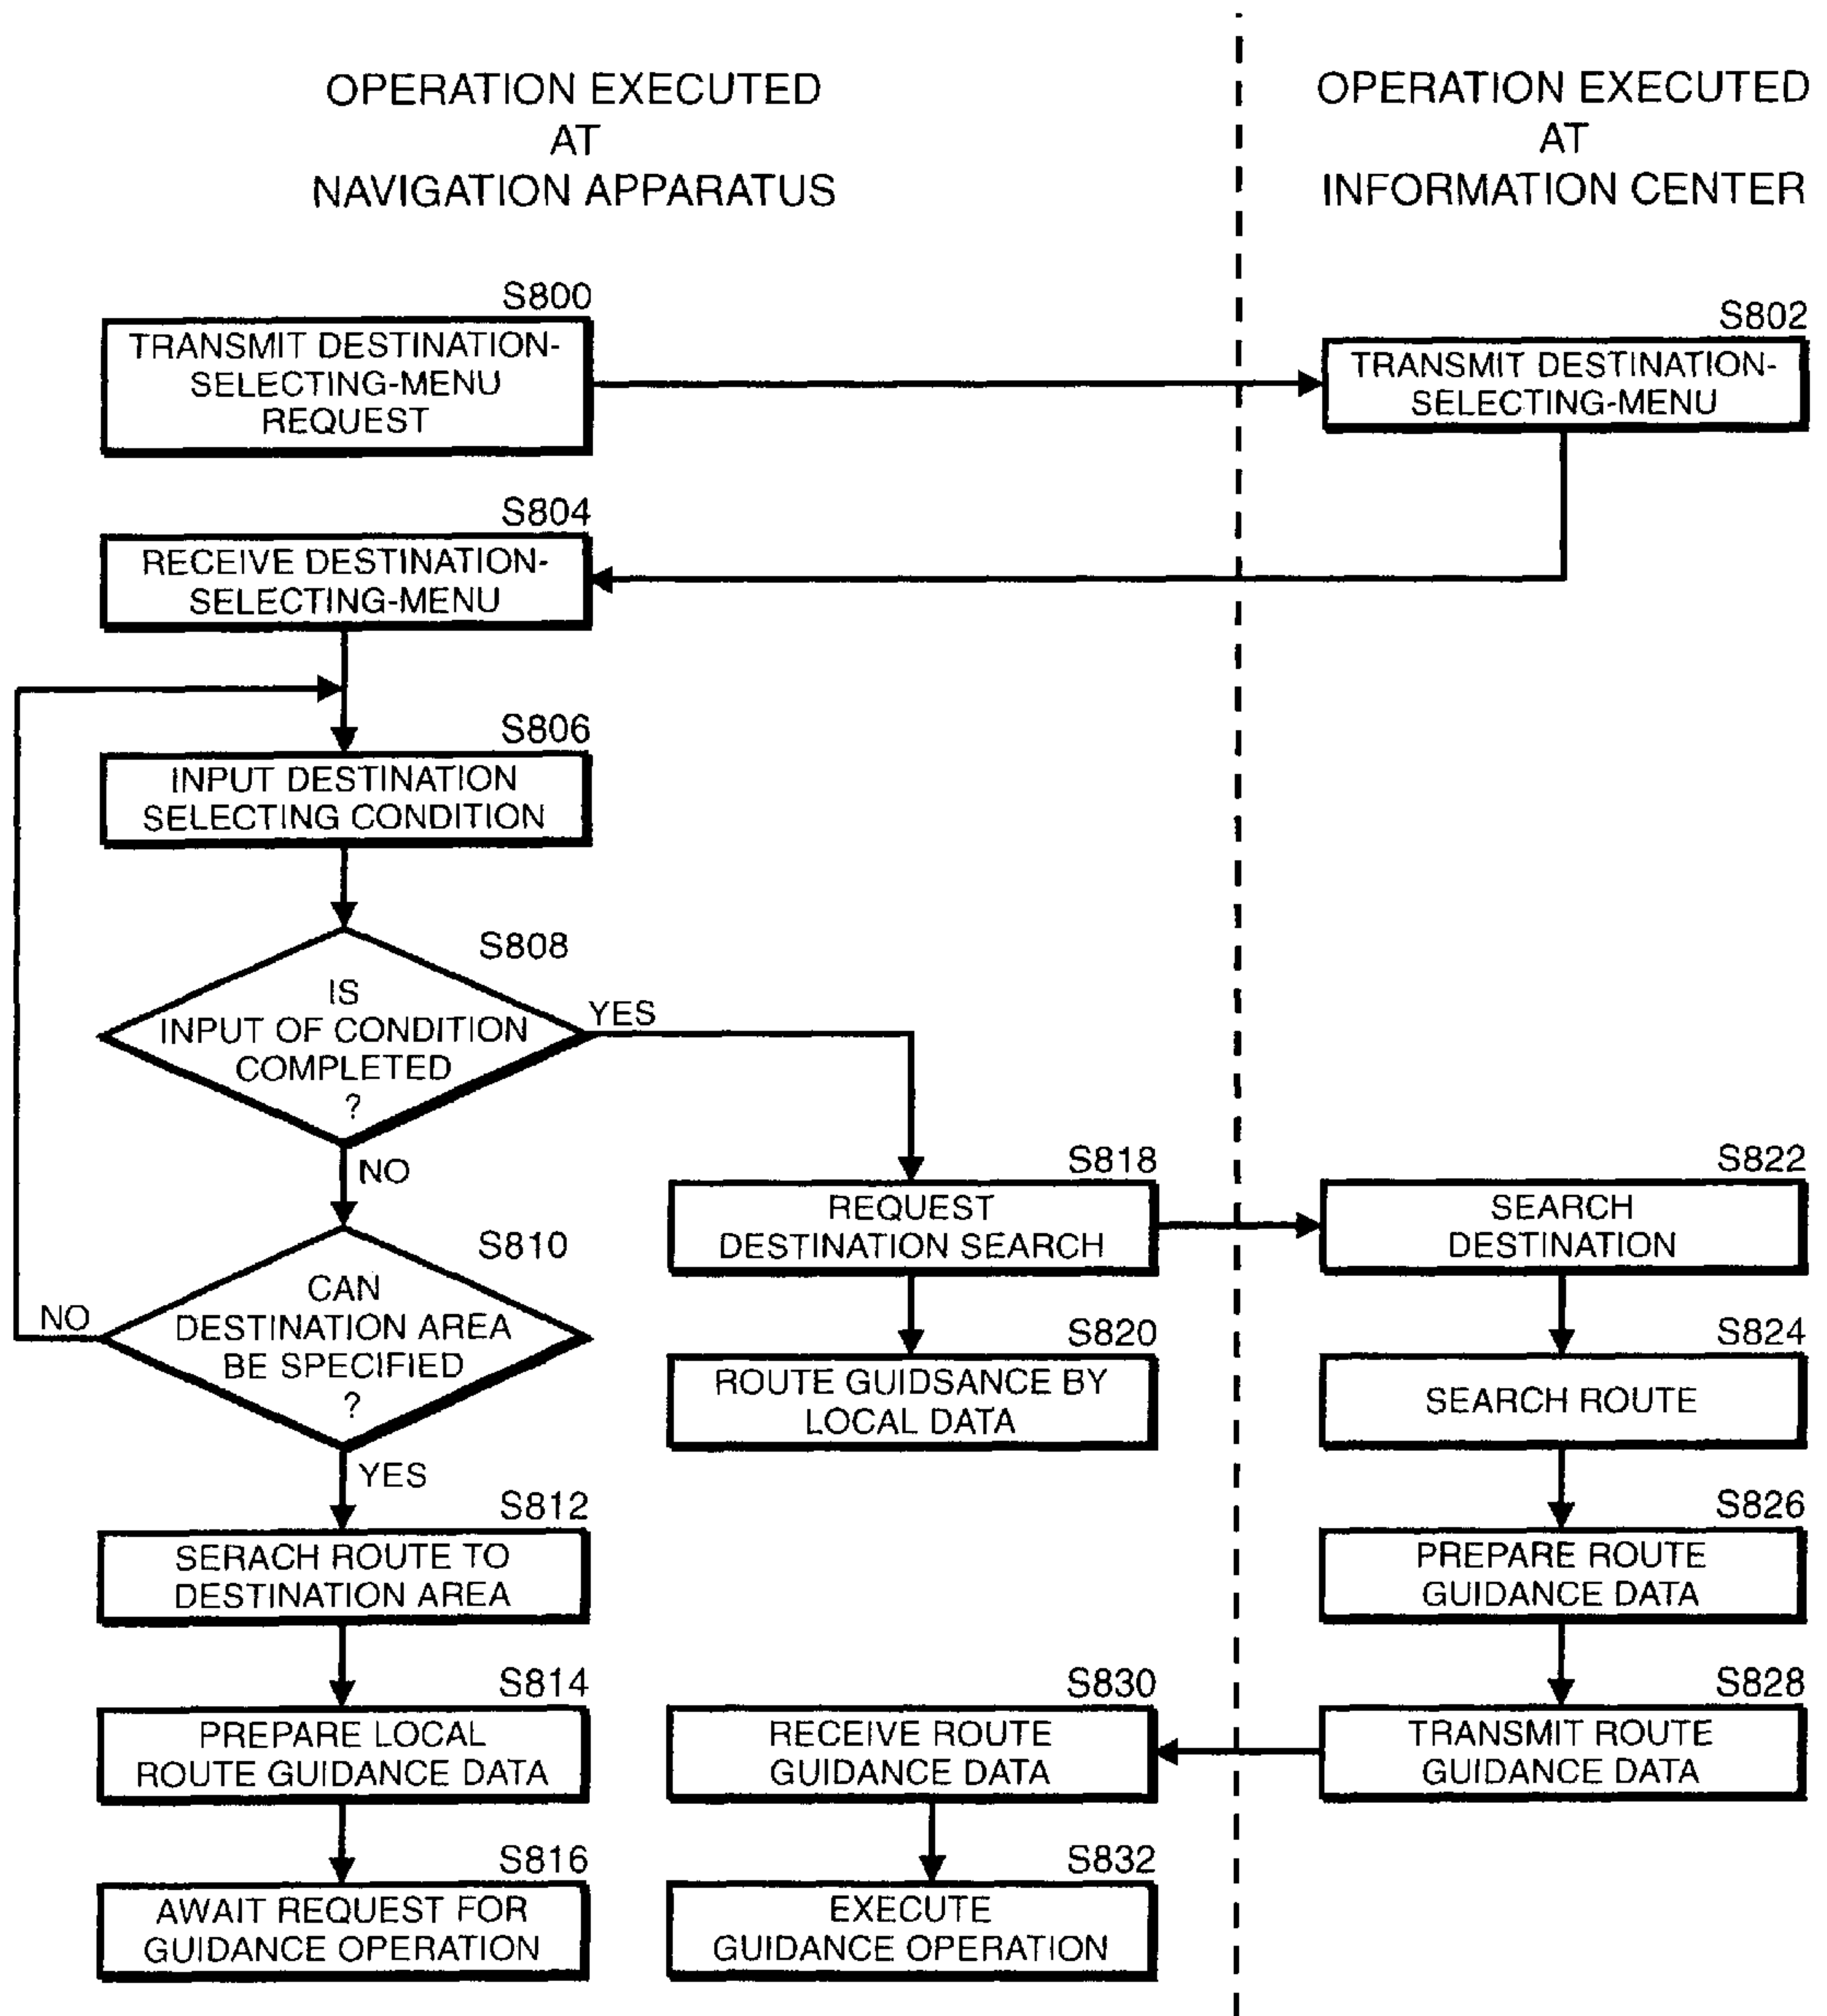 OPERATION EXECUTED
AT
NAVIGATION APPARATUS
OPERATION EXECUTED
AT
INFORMATION CENTER
S800
TRANSMIT DESTINATION-
SELECTING-MENU
REQUEST
S802
TRANSMIT DESTINATION-
SELECTING-MENU
S804
RECEIVE DESTINATION-
SELECTING-MENU
S806
INPUT DESTINATION
SELECTING CONDITION
S808
IS
INPUT OF CONDITION
COMPLETED
?
YES
NO
S810
CAN
DESTINATION AREA
BE SPECIFIED
?
NO
YES
S812
SERACH ROUTE TO
DESTINATION AREA
S814
PREPARE LOCAL
ROUTE GUIDANCE DATA
S816
AWAIT REQUEST FOR
GUIDANCE OPERATION
S818
REQUEST
DESTINATION SEARCH
S820
ROUTE GUIDSANCE BY
LOCAL DATA
S822
SEARCH
DESTINATION
S824
SEARCH ROUTE
S826
PREPARE ROUTE
GUIDANCE DATA
S828
TRANSMIT ROUTE
GUIDANCE DATA
S830
RECEIVE ROUTE
GUIDANCE DATA
S832
EXECUTE
GUIDANCE OPERATION